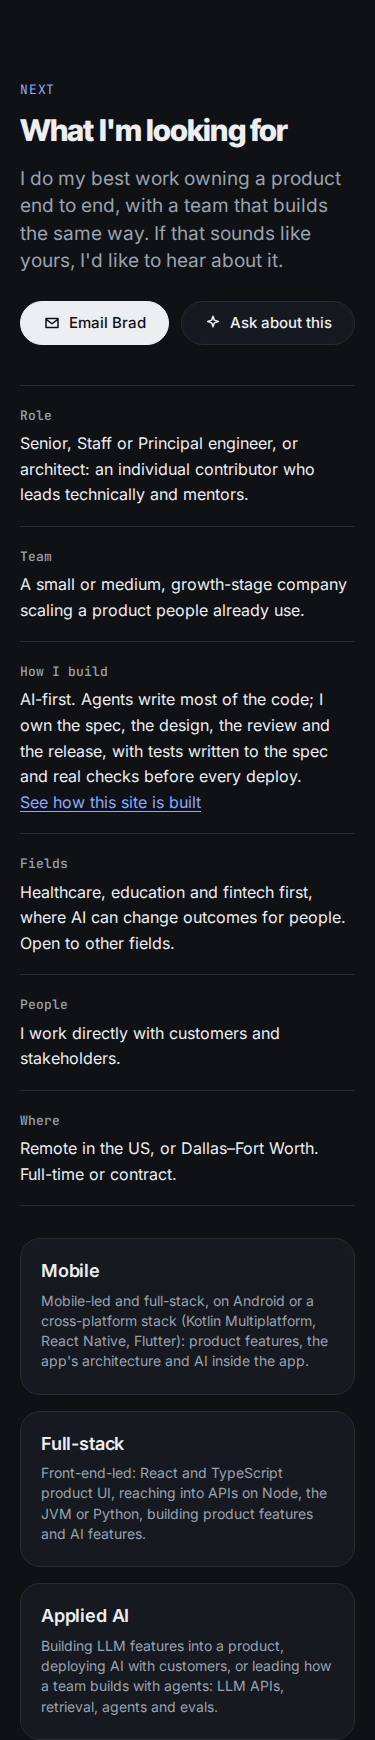 NEXT
What I'm looking for
I do my best work owning a product
end to end, with a team that builds
the same way. If that sounds like
yours, I'd like to hear about it.
Email Brad
Ask about this
Role
Senior, Staff or Principal engineer, or
architect: an individual contributor who
leads technically and mentors.
Team
A small or medium, growth-stage company
scaling a product people already use.
How I build
AI-first. Agents write most of the code; I
own the spec, the design, the review and
the release, with tests written to the spec
and real checks before every deploy.
See how this site is built
Fields
Healthcare, education and fintech first,
where AI can change outcomes for people.
Open to other fields.
People
I work directly with customers and
stakeholders.
Where
Remote in the US, or Dallas–Fort Worth.
Full-time or contract.
Mobile
Mobile-led and full-stack, on Android or a
cross-platform stack (Kotlin Multiplatform,
React Native, Flutter): product features, the
app's architecture and AI inside the app.
Full-stack
Front-end-led: React and TypeScript
product UI, reaching into APIs on Node, the
JVM or Python, building product features
and AI features.
Applied AI
Building LLM features into a product,
deploying AI with customers, or leading how
a team builds with agents: LLM APIs,
retrieval, agents and evals.